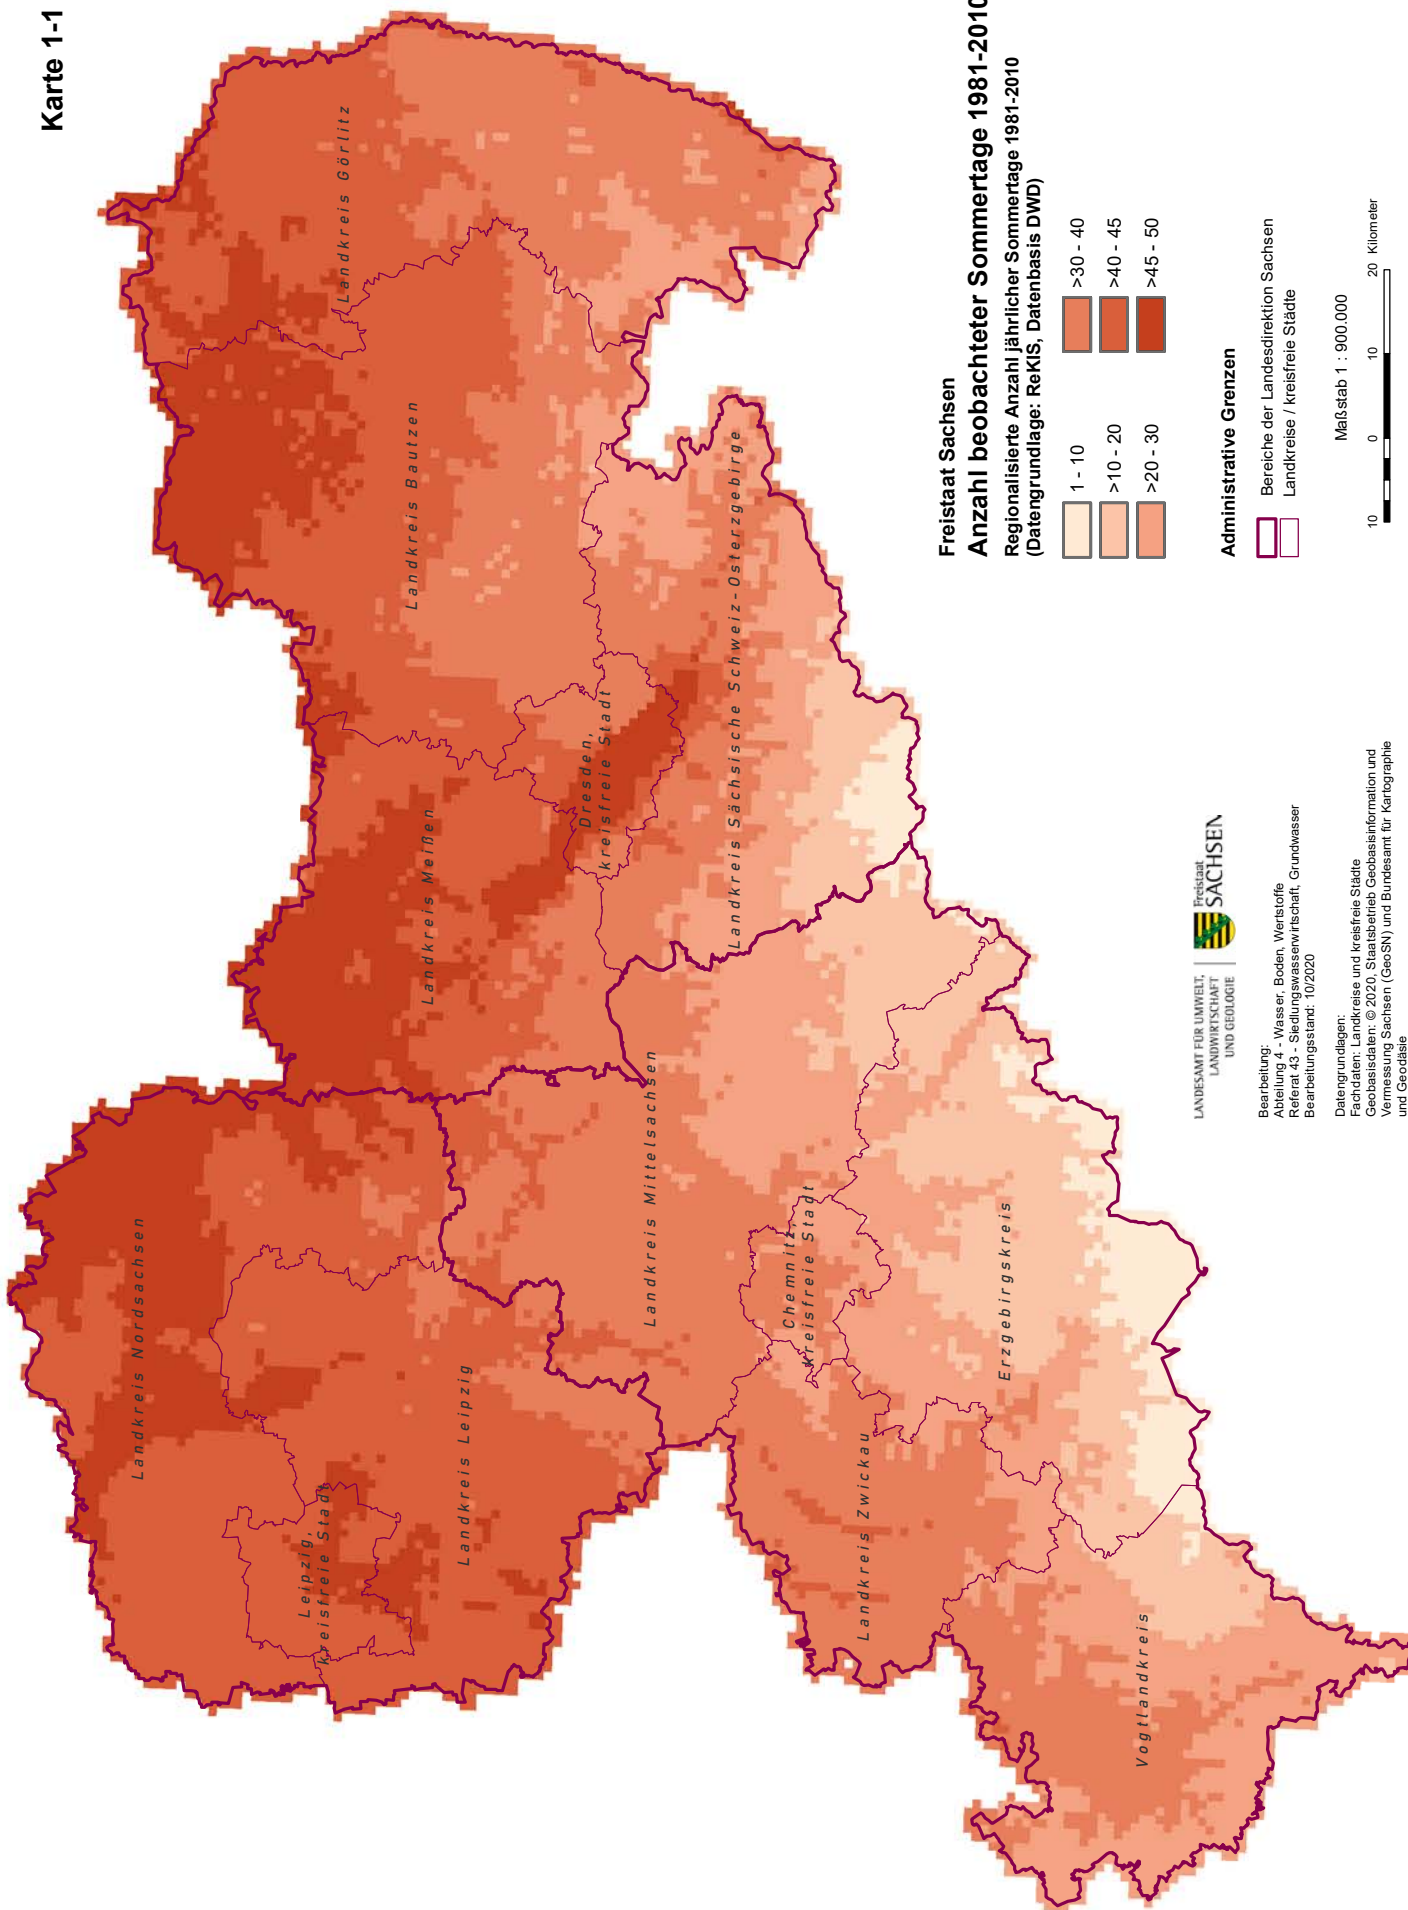 Karte 1-1
Landkreis Görlitz
Landkreis Bautzen
Landkreis Nordsachsen
Landkreis Meißen
Leipzig,
kreisfreie Stadt
Landkreis Leipzig
Dresden,
kreisfreie Stadt
Landkreis Sächsische Schweiz-Osterzgebirge
Landkreis Mittelsachsen
Chemnitz,
kreisfreie Stadt
Landkreis Zwickau
Erzgebirgskreis
Vogtlandkreis
Freistaat Sachsen
Anzahl beobachteter Sommertage 1981-2010
Regionalisierte Anzahl jährlicher Sommertage 1981-2010
(Datengrundlage: ReKIS, Datenbasis DWD)
1 - 10
>10 - 20
>20 - 30
>30 - 40
>40 - 45
>45 - 50
Administrative Grenzen
Bereiche der Landesdirektion Sachsen
Landkreise / kreisfreie Städte
Maßstab 1 : 900.000
10 0 10 20 Kilometer
LANDESAMT FÜR UMWELT,
LANDWIRTSCHAFT
UND GEOLOGIE
Freistaat
SACHSEN
Bearbeitung:
Abteilung 4 - Wasser, Boden, Wertstoffe
Referat 43 - Siedlungswasserwirtschaft, Grundwasser
Bearbeitungsstand: 10/2020
Datengrundlagen:
Fachdaten: Landkreise und kreisfreie Städte
Geobasisdaten: © 2020, Staatsbetrieb Geobasisinformation und
Vermessung Sachsen (GeoSN) und Bundesamt für Kartographie
und Geodäsie